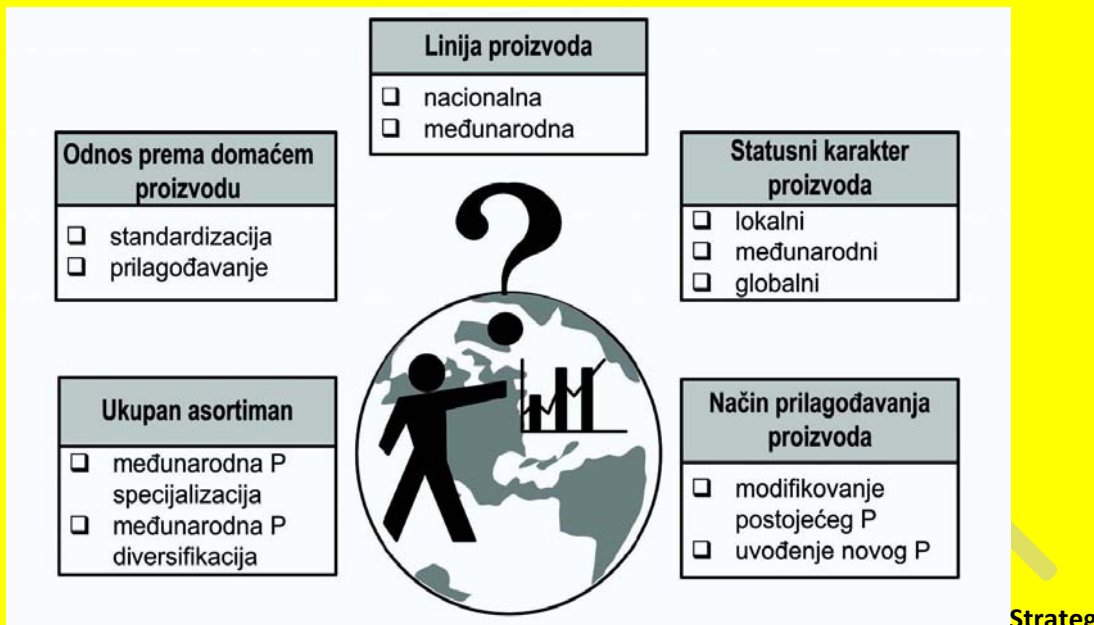 Linija proizvoda
❑ nacionalna
❑ međunarodna
Odnos prema domaćem
proizvodu
❑ standardizacija
❑ prilagođavanje
Statusni karakter
proizvoda
❑ lokalni
❑ međunarodni
❑ globalni
?
Ukupan asortiman
❑ međunarodna P
specijalizacija
❑ međunarodna P
diversifikacija
Način prilagođavanja
proizvoda
❑ modifikovanje
postojećeg P
❑ uvođenje novog P
Strateg